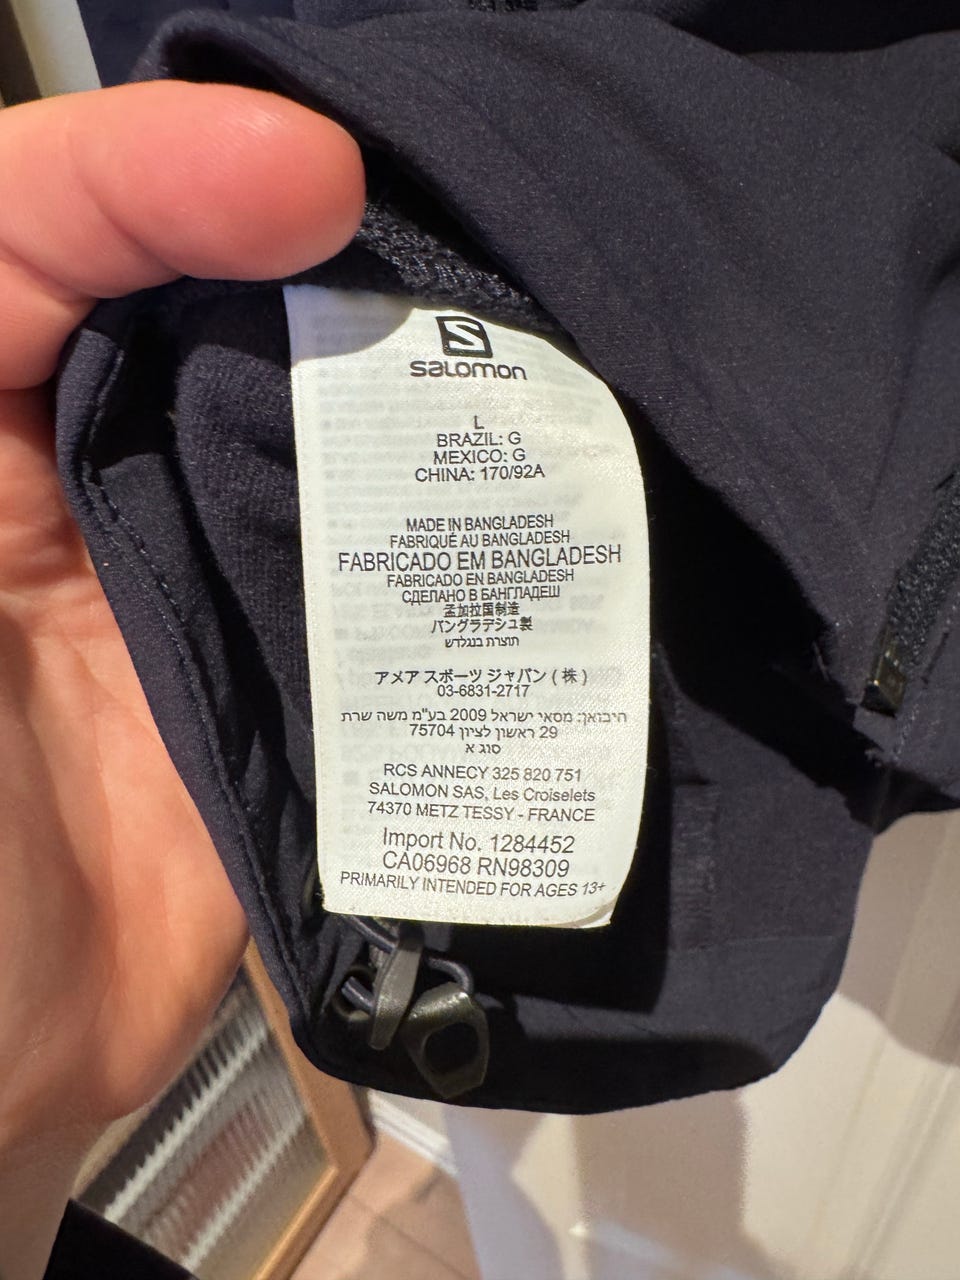 salomon
L
BRAZIL: G
MEXICO: G
CHINA: 170/92A
MADE IN BANGLADESH
FABRIQUÉ AU BANGLADESH
FABRICADO EM BANGLADESH
FABRICADO EN BANGLADESH
СДЕЛАНО В БАНГЛАДЕШ
孟加拉国制造
バングラデシュ製
תוצרת בנגלדש
アメア スポーツ ジャパン ( 株 )
03-6831-2717
היבואן: מסאי ישראל 2009 בע"מ משה שרת
29 ראשון לציון 75704
סוג א
RCS ANNECY 325 820 751
SALOMON SAS, Les Croiselets
74370 METZ TESSY - FRANCE
Import No. 1284452
CA06968 RN98309
PRIMARILY INTENDED FOR AGES 13+